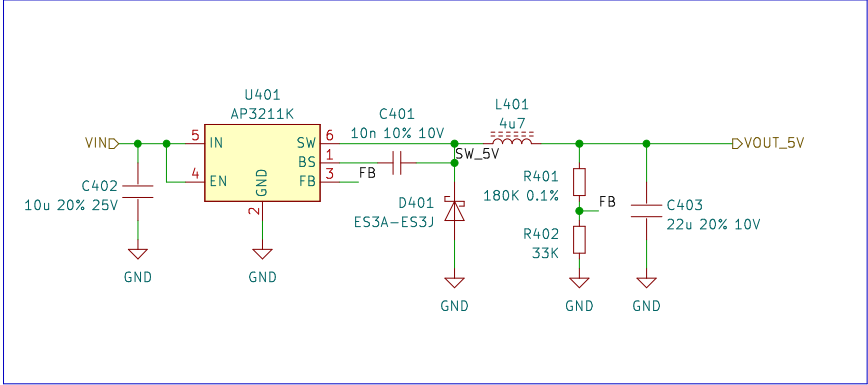 U401
AP3211K
C401
10n 10% 10V
L401
4u7
VIN
5
IN
SW
6
VOUT_5V
BS
1
SW_5V
4
EN
FB
3
FB
GND
2
C402
10u 20% 25V
D401
ES3A-ES3J
R401
180K 0.1%
FB
R402
33K
C403
22u 20% 10V
GND
GND
GND
GND
GND